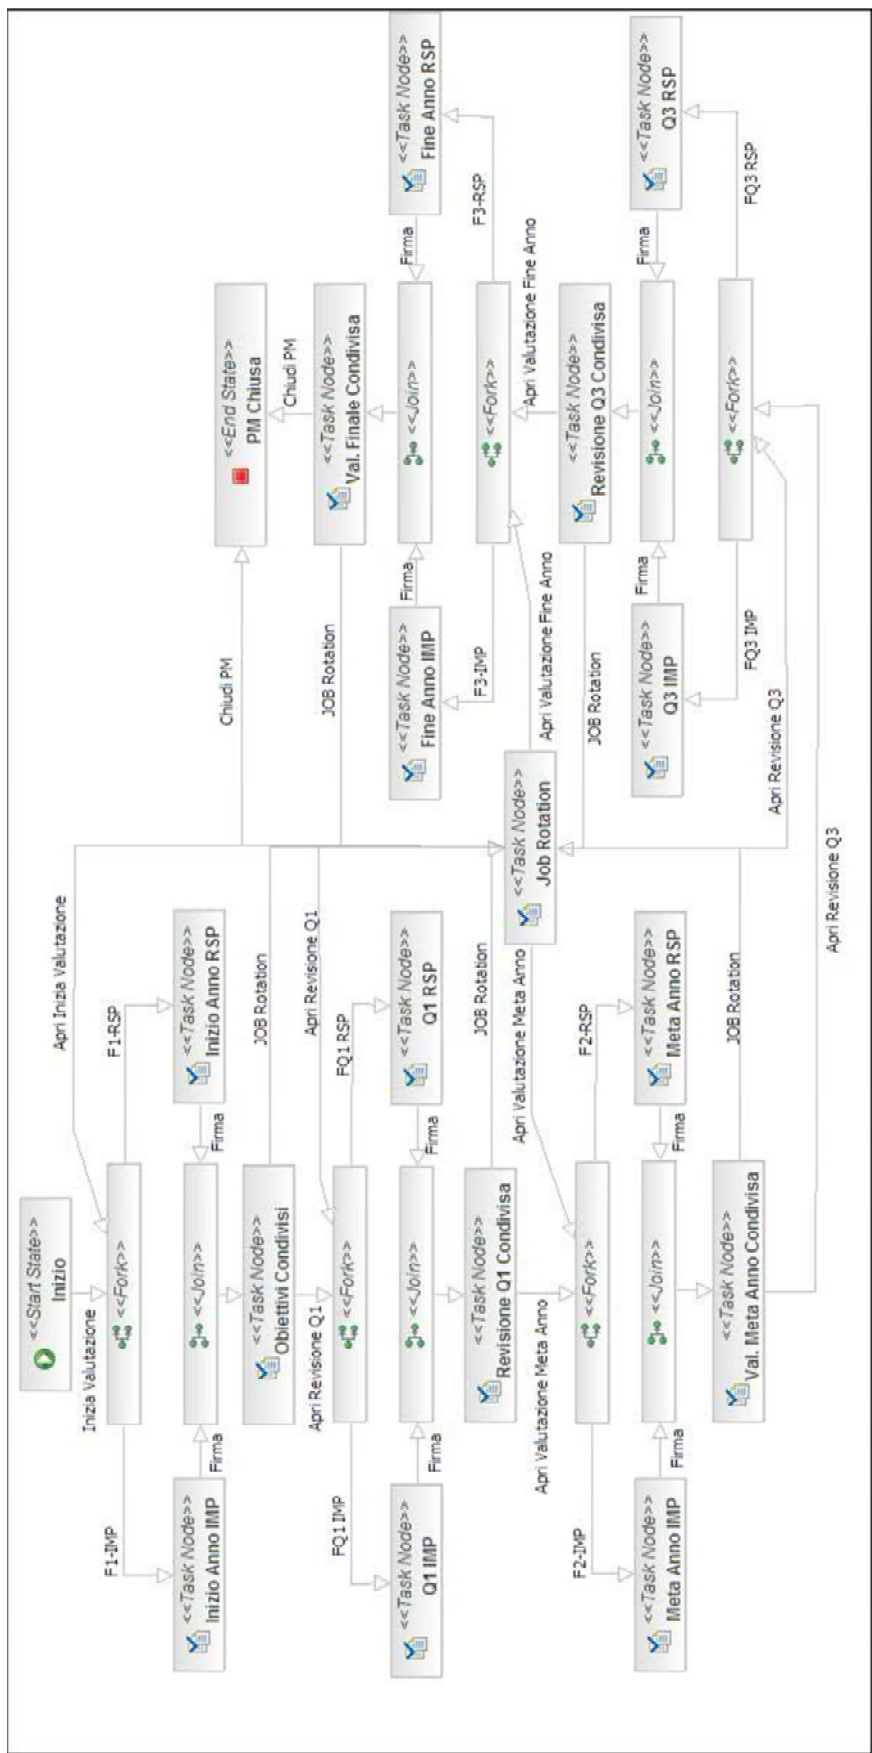 <<Start State>>
Inizio
Inizia Valutazione
Apri Inizia Valutazione
<<Fork>>
F1-IMP
F1-RSP
<<Task Node>>
Inizio Anno IMP
<<Task Node>>
Inizio Anno RSP
Firma
<<Join>>
Firma
<<Task Node>>
Obiettivi Condivisi
JOB Rotation
Apri Revisione Q1
Apri Revisione Q1
<<Fork>>
FQ1 IMP
FQ1 RSP
<<Task Node>>
Q1 IMP
<<Task Node>>
Q1 RSP
Firma
<<Join>>
Firma
<<Task Node>>
Revisione Q1 Condivisa
JOB Rotation
Apri Valutazione Meta Anno
Apri Valutazione Meta Anno
<<Fork>>
F2-IMP
F2-RSP
<<Task Node>>
Meta Anno IMP
<<Task Node>>
Meta Anno RSP
Firma
<<Join>>
Firma
<<Task Node>>
Val. Meta Anno Condivisa
JOB Rotation
Apri Revisione Q3
<<Task Node>>
Job Rotation
Chiudi PM
<<End State>>
PM Chiusa
Chiudi PM
<<Task Node>>
Val. Finale Condivisa
JOB Rotation
<<Join>>
Firma
Firma
<<Task Node>>
Fine Anno IMP
<<Task Node>>
Fine Anno RSP
F3-IMP
F3-RSP
<<Fork>>
Apri Valutazione Fine Anno
Apri Valutazione Fine Anno
<<Task Node>>
Revisione Q3 Condivisa
JOB Rotation
<<Join>>
Firma
Firma
<<Task Node>>
Q3 IMP
<<Task Node>>
Q3 RSP
FQ3 IMP
FQ3 RSP
<<Fork>>
Apri Revisione Q3